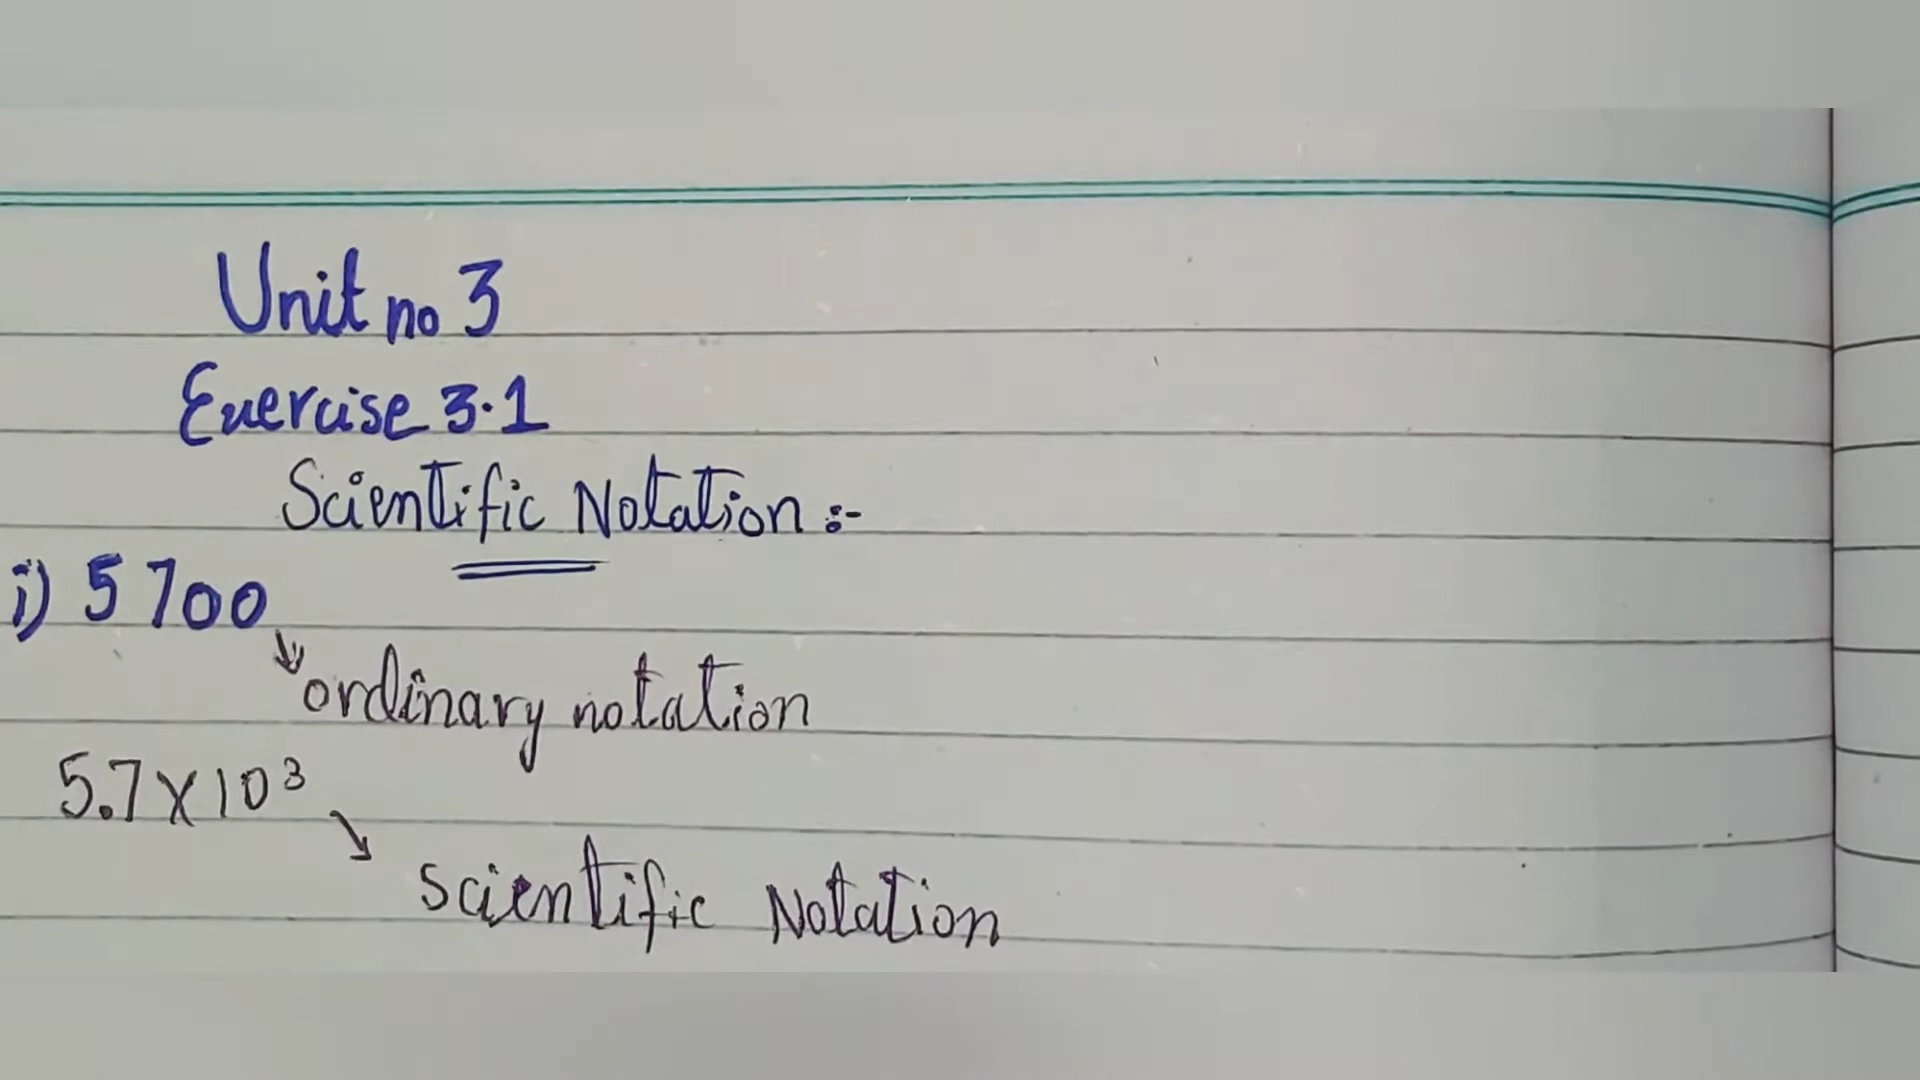 Unit no 3
Exercise 3.1
Scientific Notation :-
i) 5700
ordinary notation
5.7 x 10³
scientific Notation